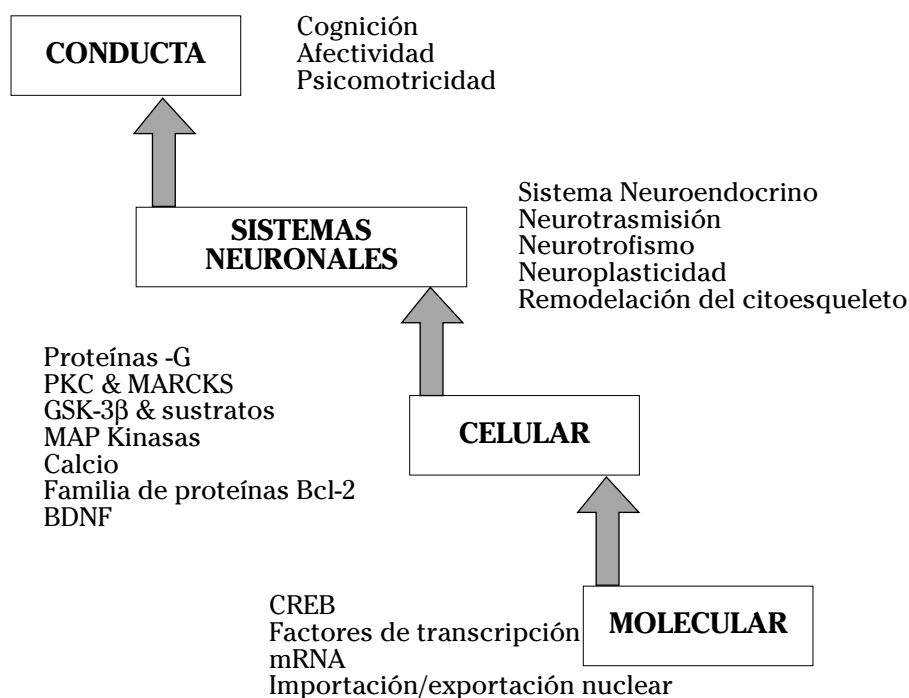 CONDUCTA
Cognición
Afectividad
Psicomotricidad
SISTEMAS
NEURONALES
Sistema Neuroendocrino
Neurotrasmisión
Neurotrofismo
Neuroplasticidad
Remodelación del citoesqueleto
Proteínas -G
PKC & MARCKS
GSK-3β & sustratos
MAP Kinasas
Calcio
Familia de proteínas Bcl-2
BDNF
CELULAR
CREB
Factores de transcripción
mRNA
Importación/exportación nuclear
MOLECULAR